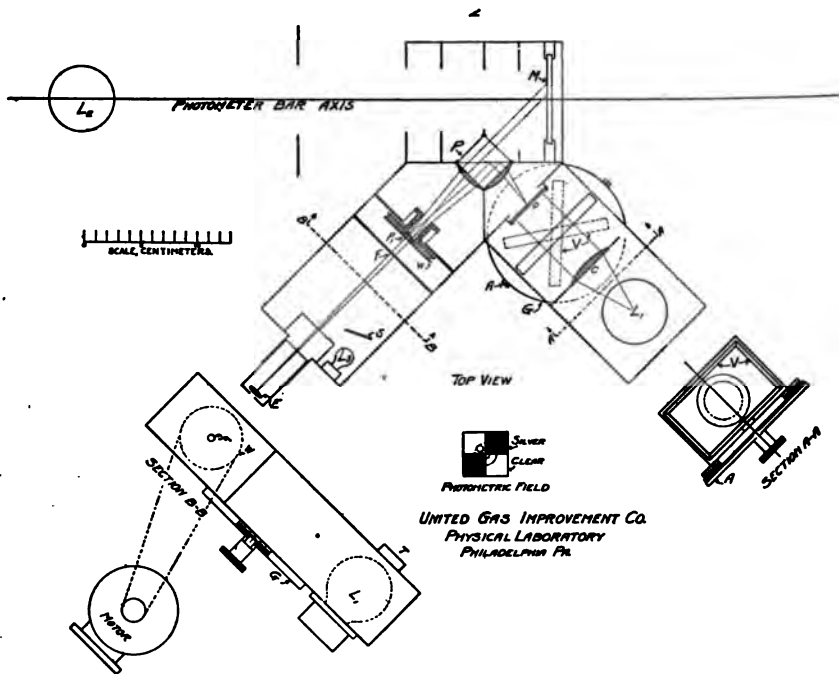 L
M
L2
PHOTOMETER BAR AXIS
P
B
SCALE, CENTIMETERS.
P
F
W
V
C
A
A
G
L1
A
S
L3
B
E
TOP VIEW
V
A
SECTION A-A
SILVER
CLEAR
PHOTOMETRIC FIELD
SECTION B-B
UNITED GAS IMPROVEMENT CO.
PHYSICAL LABORATORY
PHILADELPHIA PA.
G
T
L1
MOTOR